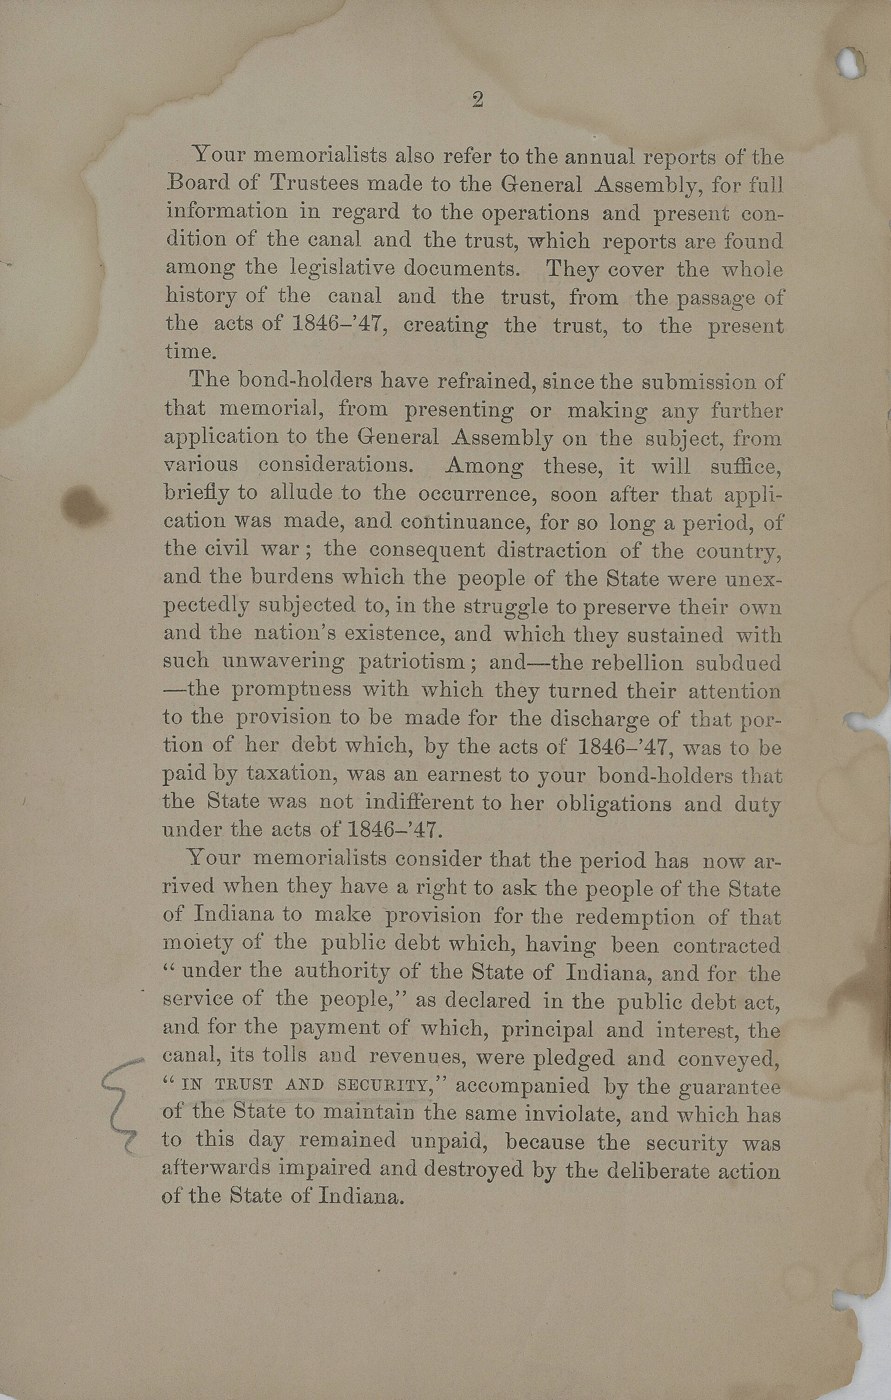 2
Your memorialists also refer to the annual reports of the
Board of Trustees made to the General Assembly, for full
information in regard to the operations and present con-
dition of the canal and the trust, which reports are found
among the legislative documents. They cover the whole
history of the canal and the trust, from the passage of
the acts of 1846–’47, creating the trust, to the present
time.
The bond-holders have refrained, since the submission of
that memorial, from presenting or making any further
application to the General Assembly on the subject, from
various considerations. Among these, it will suffice,
briefly to allude to the occurrence, soon after that appli-
cation was made, and continuance, for so long a period, of
the civil war; the consequent distraction of the country,
and the burdens which the people of the State were unex-
pectedly subjected to, in the struggle to preserve their own
and the nation’s existence, and which they sustained with
such unwavering patriotism; and—the rebellion subdued
—the promptness with which they turned their attention
to the provision to be made for the discharge of that por-
tion of her debt which, by the acts of 1846–’47, was to be
paid by taxation, was an earnest to your bond-holders that
the State was not indifferent to her obligations and duty
under the acts of 1846–’47.
Your memorialists consider that the period has now ar-
rived when they have a right to ask the people of the State
of Indiana to make provision for the redemption of that
moiety of the public debt which, having been contracted
“under the authority of the State of Indiana, and for the
service of the people,” as declared in the public debt act,
and for the payment of which, principal and interest, the
canal, its tolls and revenues, were pledged and conveyed,
“IN TRUST AND SECURITY,” accompanied by the guarantee
of the State to maintain the same inviolate, and which has
to this day remained unpaid, because the security was
afterwards impaired and destroyed by the deliberate action
of the State of Indiana.